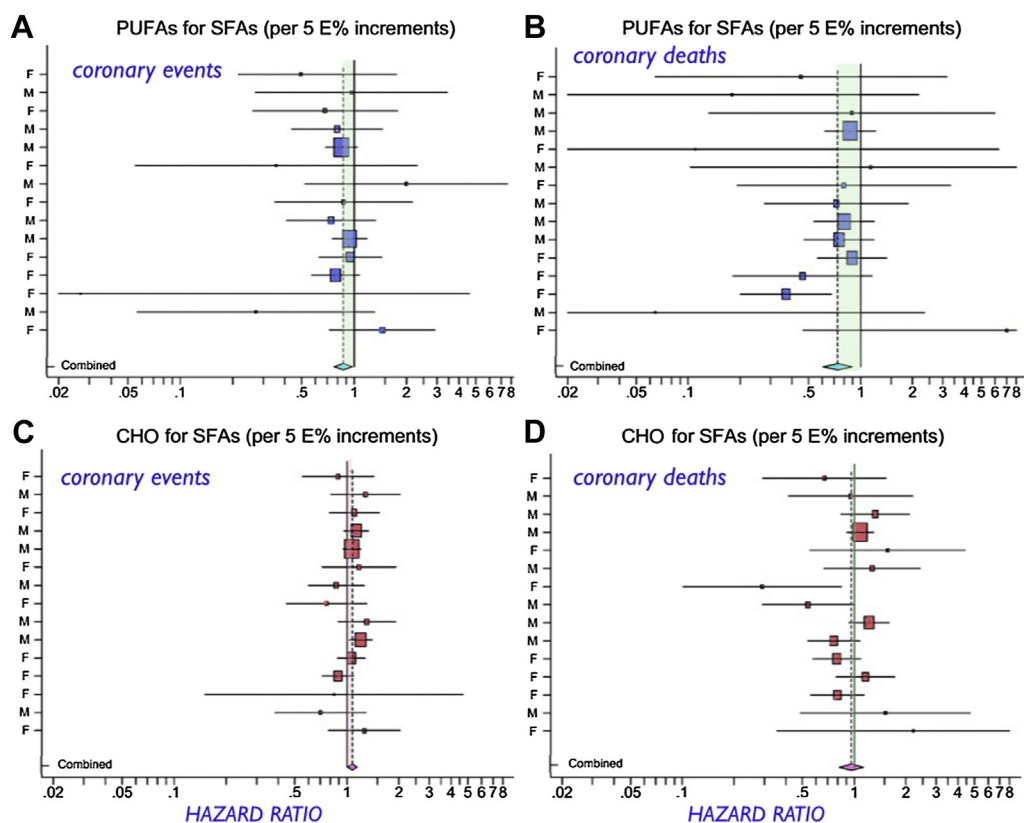 A
PUFAs for SFAs (per 5 E% increments)
coronary events
F
M
F
M
M
F
M
F
M
M
F
F
F
M
F
Combined
.02 .05 .1 .5 1 2 3 4 5 6 7 8
B
PUFAs for SFAs (per 5 E% increments)
coronary deaths
F
M
M
M
F
M
F
M
M
M
F
F
F
M
F
Combined
.02 .05 .1 .5 1 2 3 4 5 6 7 8
C
CHO for SFAs (per 5 E% increments)
coronary events
F
M
F
M
M
F
M
F
M
M
F
F
F
M
F
Combined
.02 .05 .1 .5 1 2 3 4 5 6 7 8
HAZARD RATIO
D
CHO for SFAs (per 5 E% increments)
coronary deaths
F
M
M
M
F
M
F
M
M
M
F
F
F
M
F
Combined
.02 .05 .1 .5 1 2 3 4 5 6 7 8
HAZARD RATIO